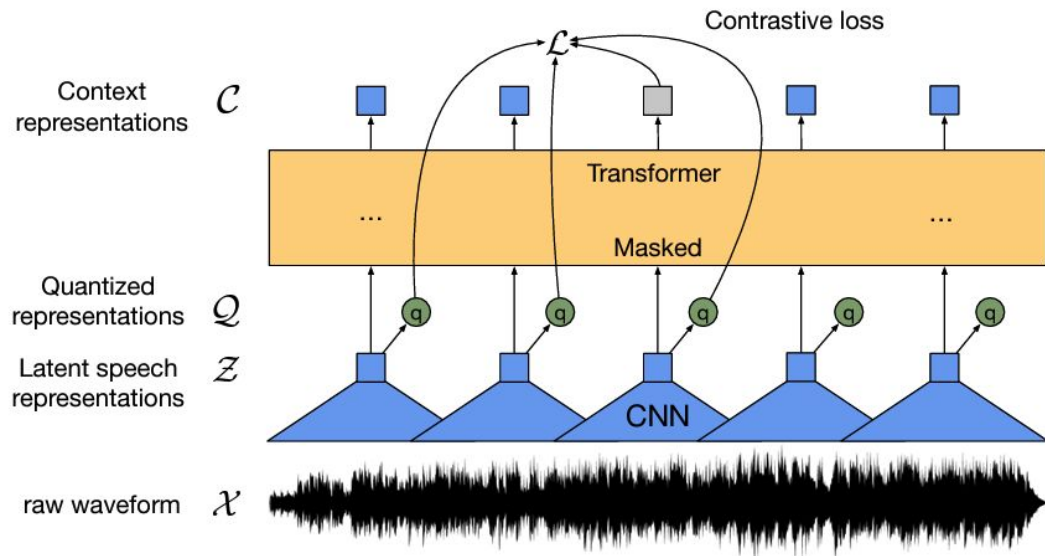 Contrastive loss
ℒ
Context
representations 𝒞
Transformer
... ...
Masked
Quantized
representations 𝒬
q q q q q
Latent speech
representations 𝒵
CNN
raw waveform 𝒳